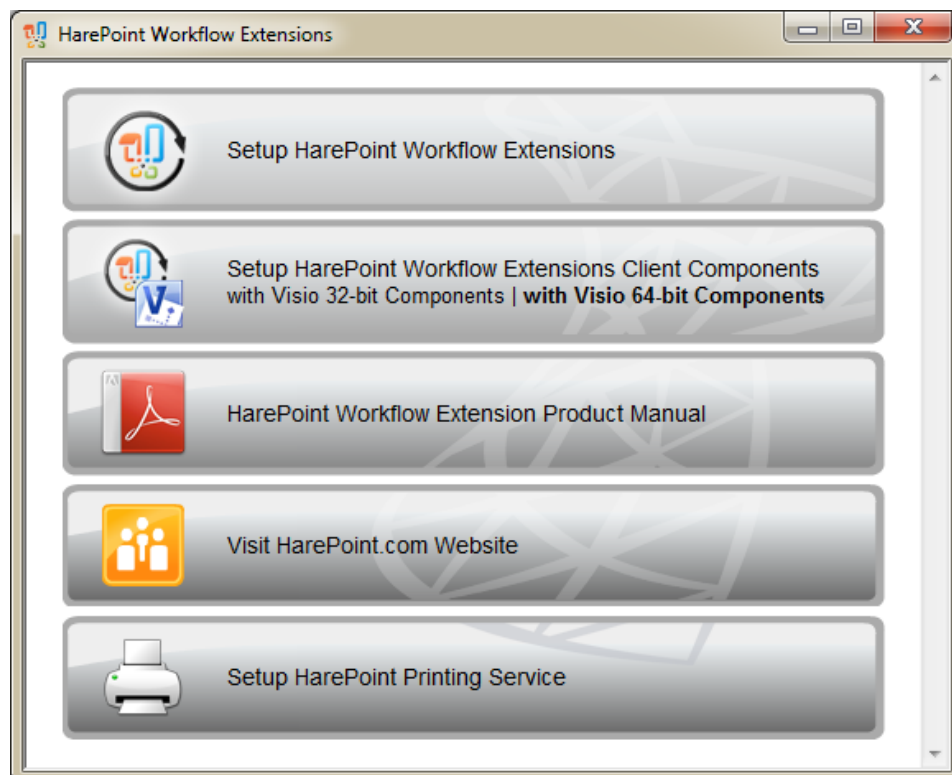 HarePoint Workflow Extensions
Setup HarePoint Workflow Extensions
Setup HarePoint Workflow Extensions Client Components
with Visio 32-bit Components | with Visio 64-bit Components
HarePoint Workflow Extension Product Manual
Visit HarePoint.com Website
Setup HarePoint Printing Service